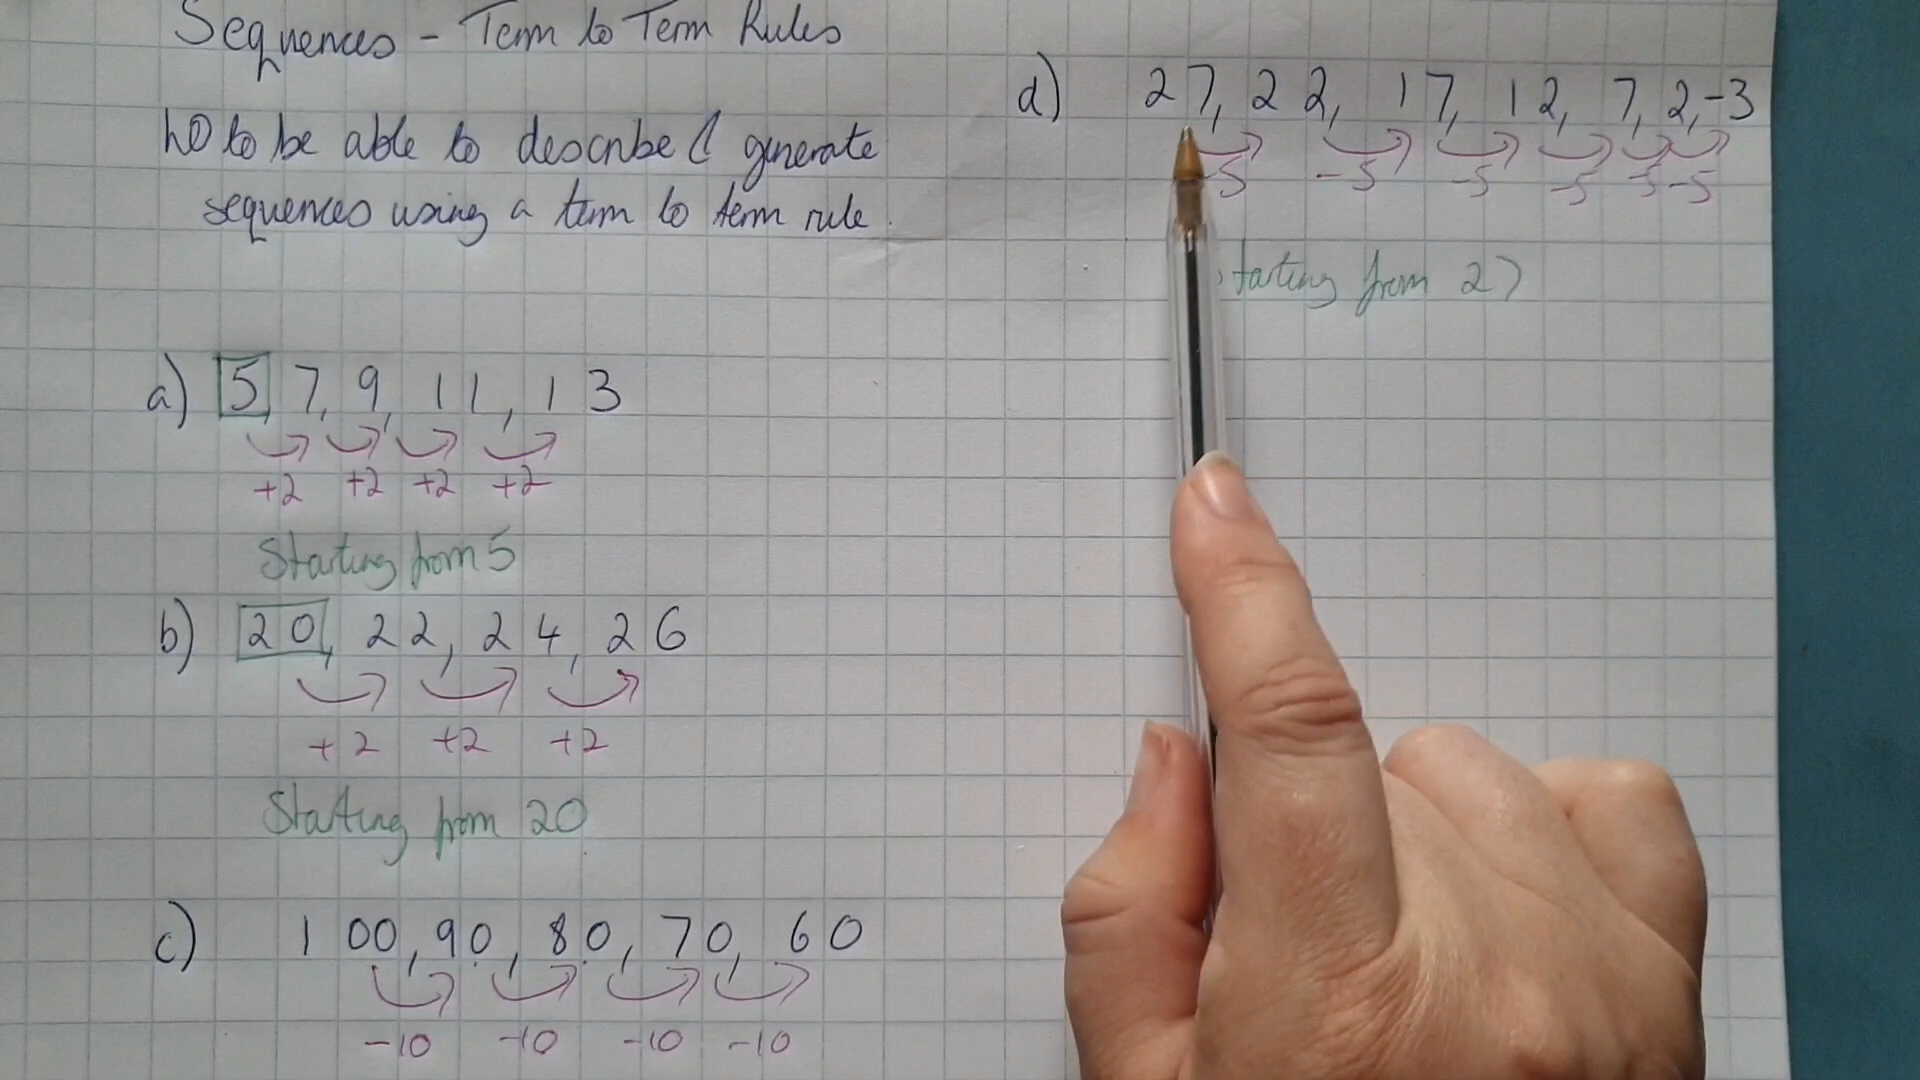 Sequences - Term to Term Rules
LO to be able to describe & generate
sequences using a term to term rule.
a) 5, 7, 9, 11, 13
+2 +2 +2 +2
Starting from 5
b) 20, 22, 24, 26
+2 +2 +2
Starting from 20
c) 100, 90, 80, 70, 60
-10 -10 -10 -10
d) 27, 22, 17, 12, 7, 2, -3
-5 -5 -5 -5 -5 -5
Starting from 27